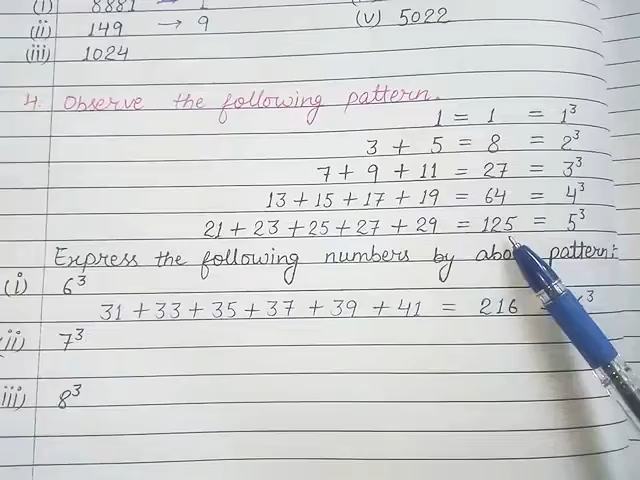 (i) 8881 → 1
(ii) 149 → 9
(v) 5022
(iii) 1024
4. Observe the following pattern.
1 = 1 = 1³
3 + 5 = 8 = 2³
7 + 9 + 11 = 27 = 3³
13 + 15 + 17 + 19 = 64 = 4³
21 + 23 + 25 + 27 + 29 = 125 = 5³
Express the following numbers by pattern:
(i) 6³
31 + 33 + 35 + 37 + 39 + 41 = 216
(ii) 7³
iii) 8³